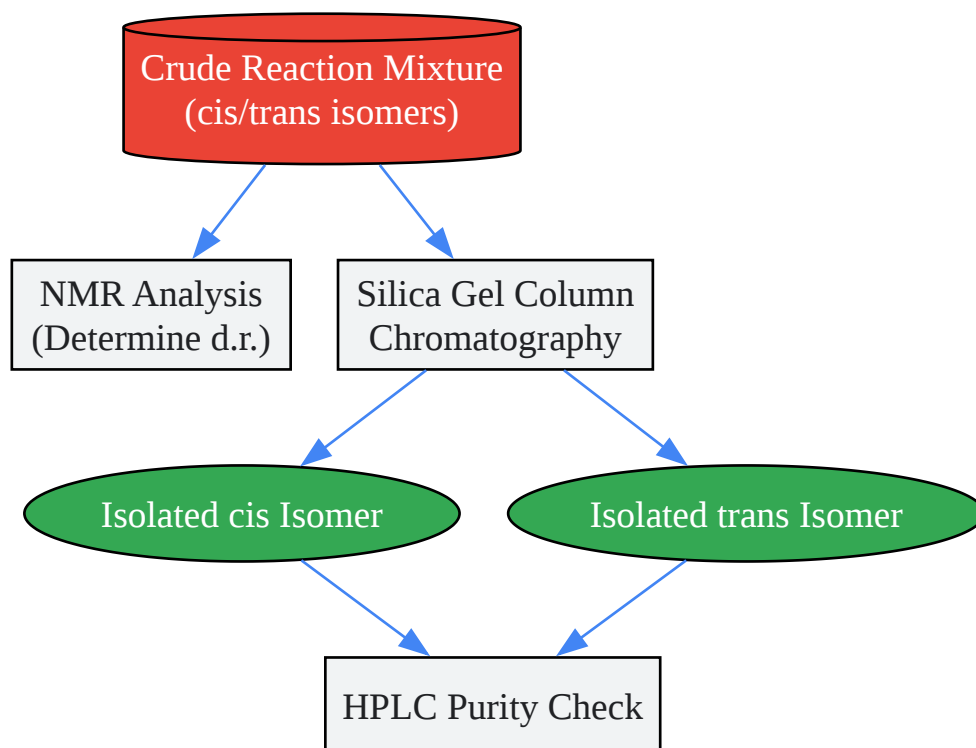 Crude Reaction Mixture
(cis/trans isomers)
NMR Analysis
(Determine d.r.)
Silica Gel Column
Chromatography
Isolated cis Isomer
Isolated trans Isomer
HPLC Purity Check